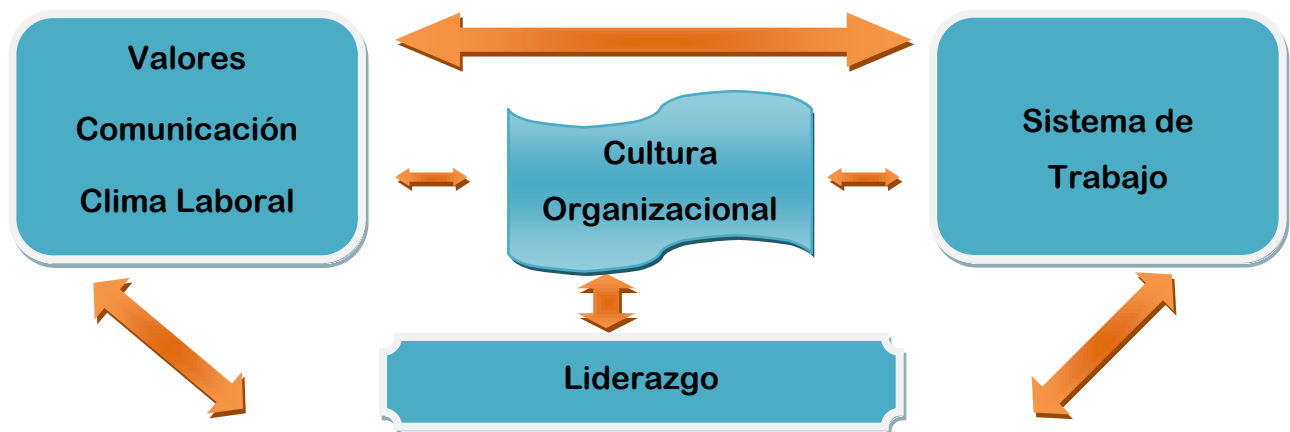 Valores
Comunicación
Clima Laboral
Cultura
Organizacional
Sistema de
Trabajo
Liderazgo